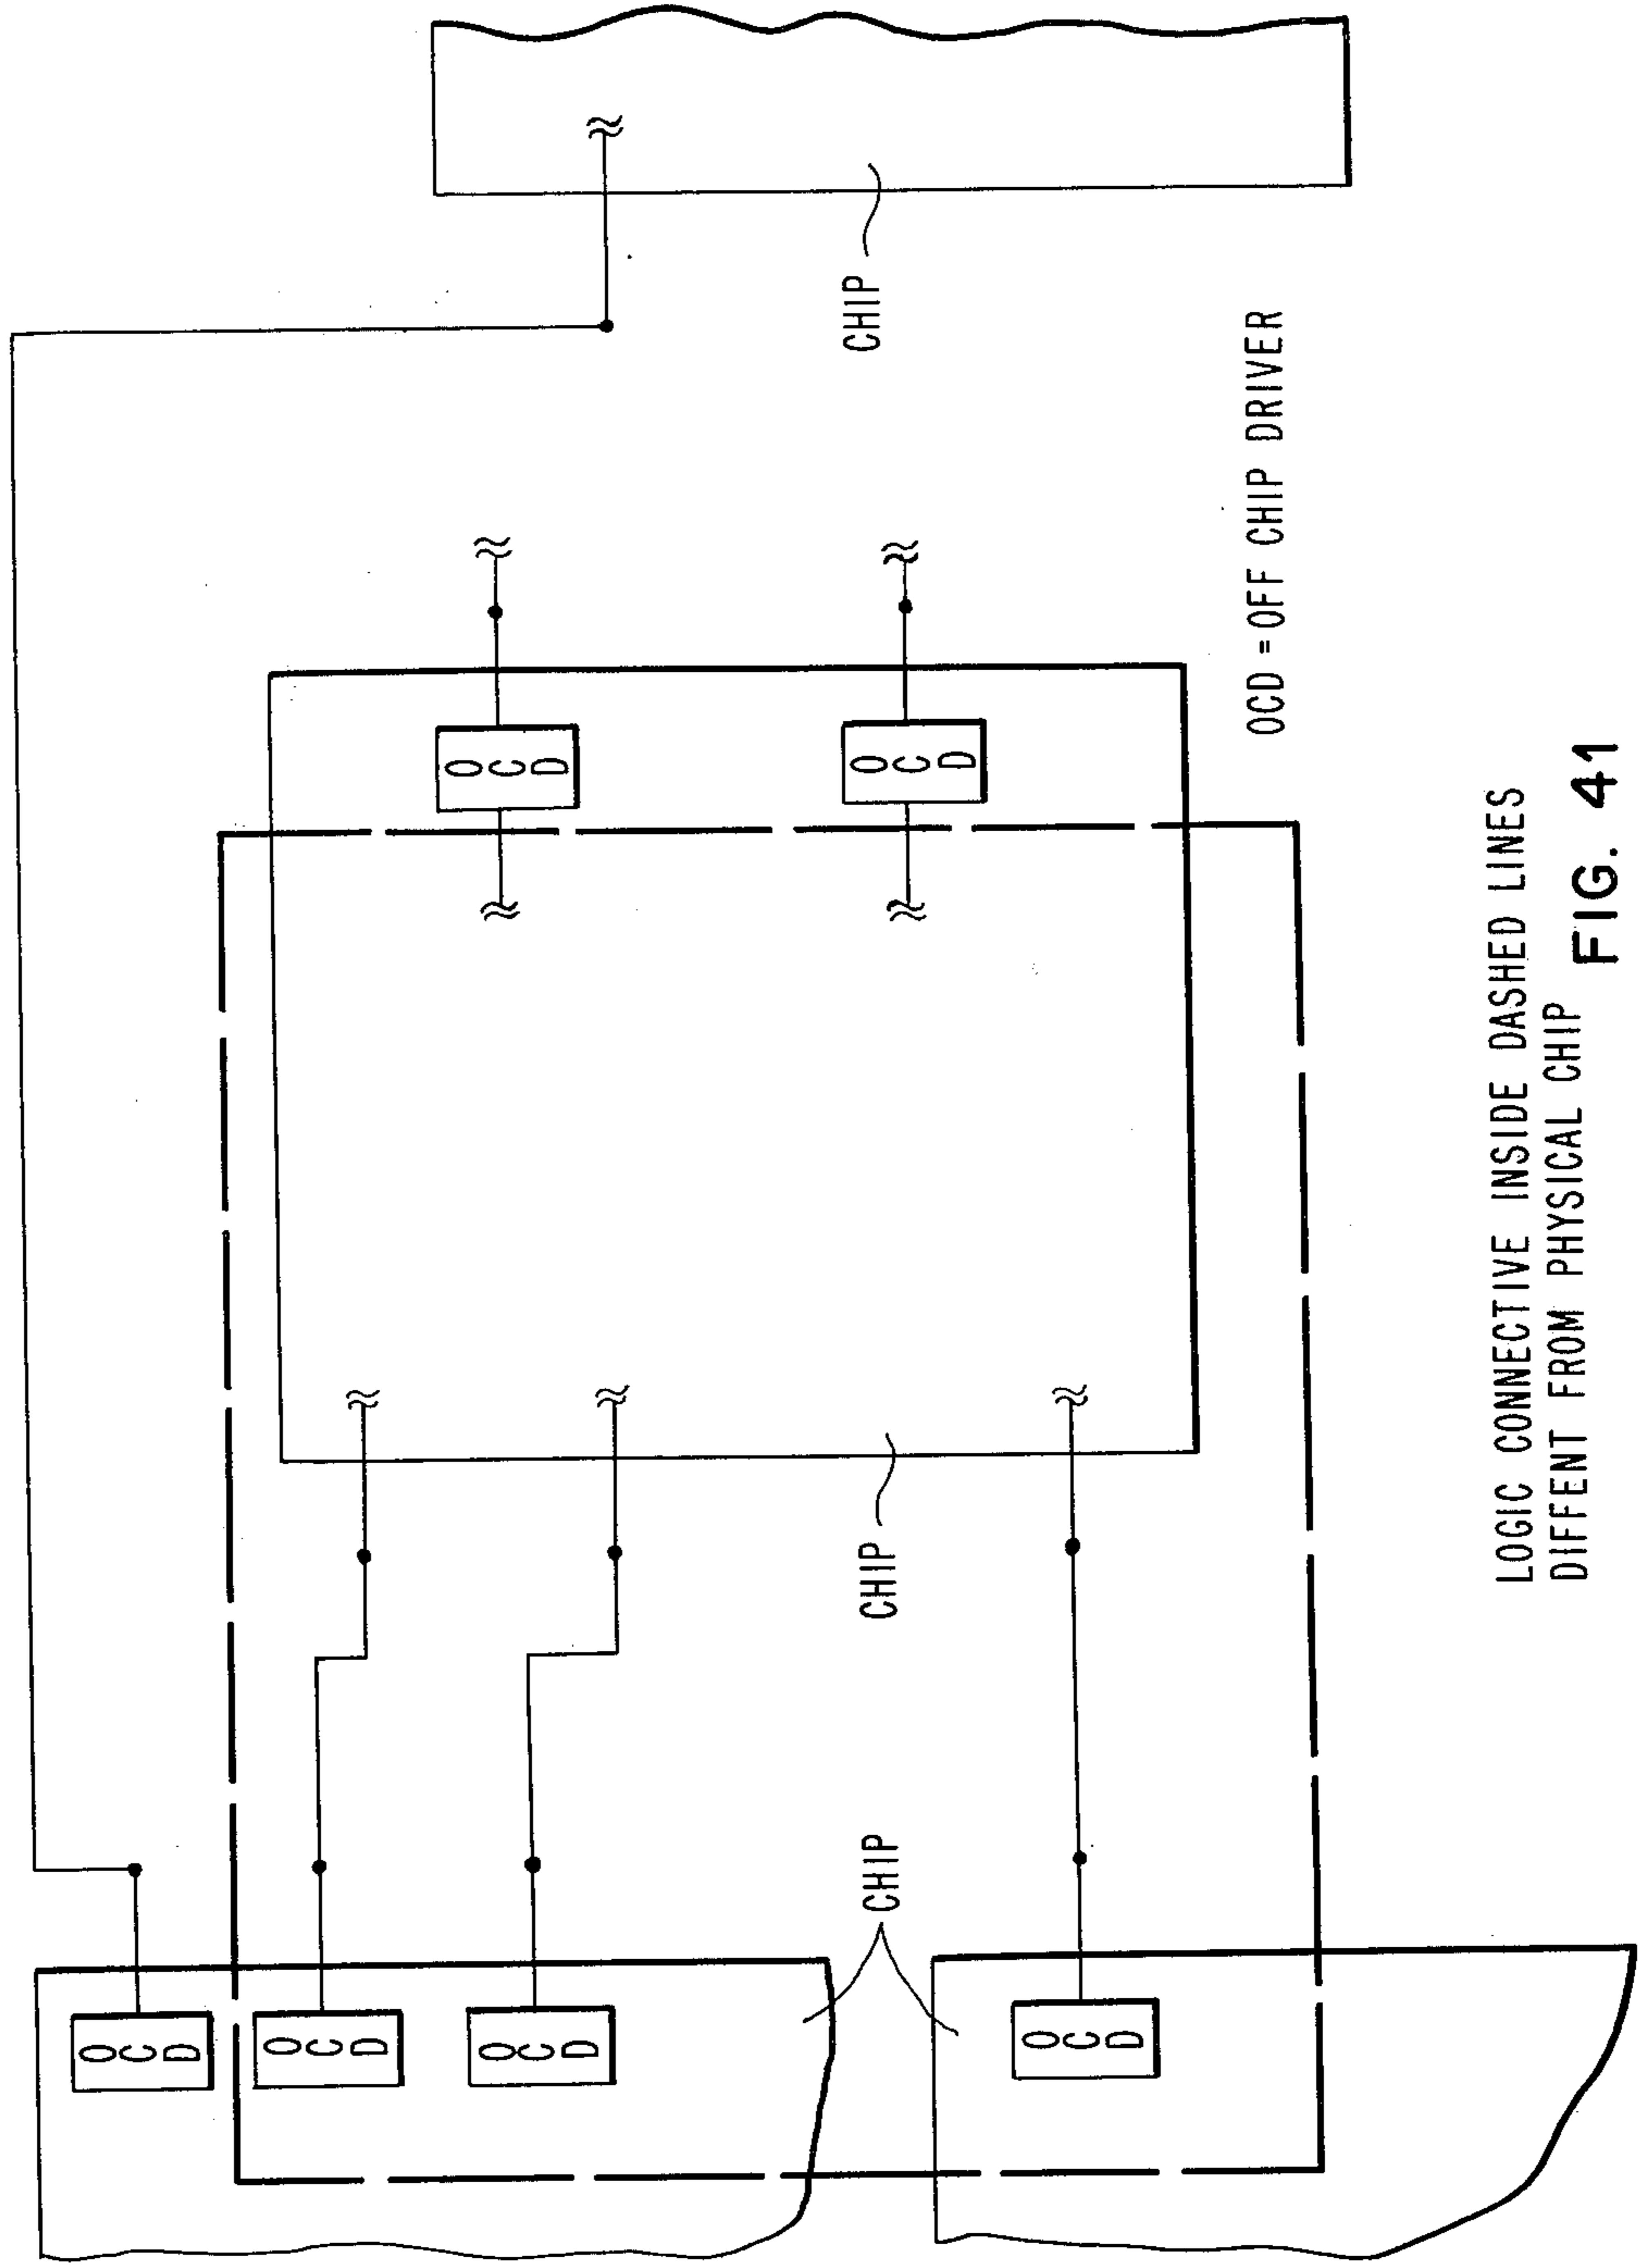 OCD
OCD
OCD
OCD
CHIP
CHIP
CHIP
OCD
OCD
OCD = OFF CHIP DRIVER
LOGIC CONNECTIVE INSIDE DASHED LINES
DIFFENT FROM PHYSICAL CHIP
FIG. 41